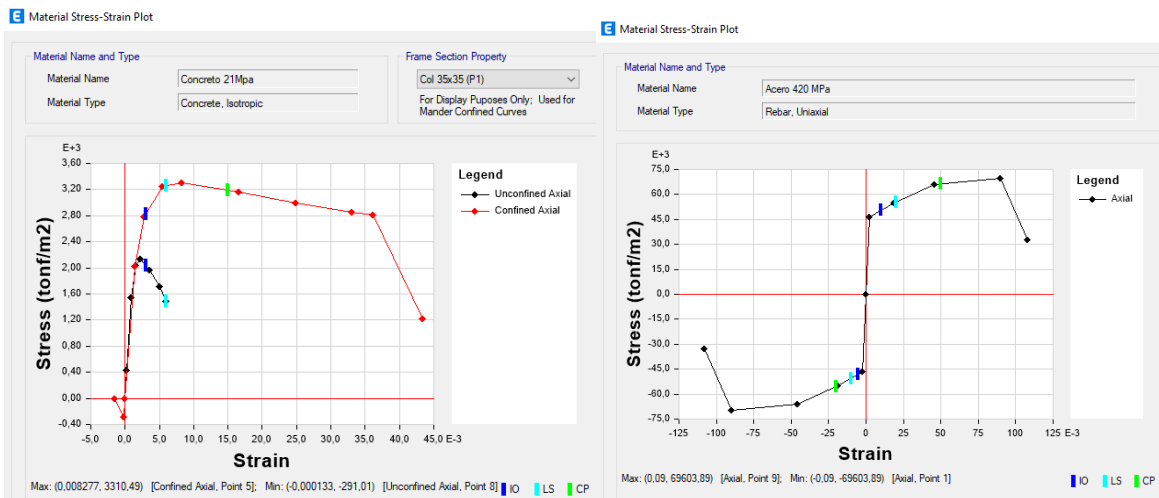 E Material Stress-Strain Plot
Material Name and Type
Material Name Concreto 21Mpa
Material Type Concrete, Isotropic
Frame Section Property
Col 35x35 (P1)
For Display Puposes Only; Used for
Mander Confined Curves
E+3
3,60
3,20
2,80
2,40
2,00
1,60
1,20
0,80
0,40
0,00
-0,40
Stress (tonf/m2)
-5,0 0,0 5,0 10,0 15,0 20,0 25,0 30,0 35,0 40,0 45,0 E-3
Strain
Legend
Unconfined Axial
Confined Axial
Max: (0,008277, 3310,49) [Confined Axial, Point 5]; Min: (-0,000133, -291,01) [Unconfined Axial, Point 8]
IO LS CP
E Material Stress-Strain Plot
Material Name and Type
Material Name Acero 420 MPa
Material Type Rebar, Uniaxial
E+3
75,0
60,0
45,0
30,0
15,0
0,0
-15,0
-30,0
-45,0
-60,0
-75,0
Stress (tonf/m2)
-125 -100 -75 -50 -25 0 25 50 75 100 125 E-3
Strain
Legend
Axial
Max: (0,09, 69603,89) [Axial, Point 9]; Min: (-0,09, -69603,89) [Axial, Point 1]
IO LS CP